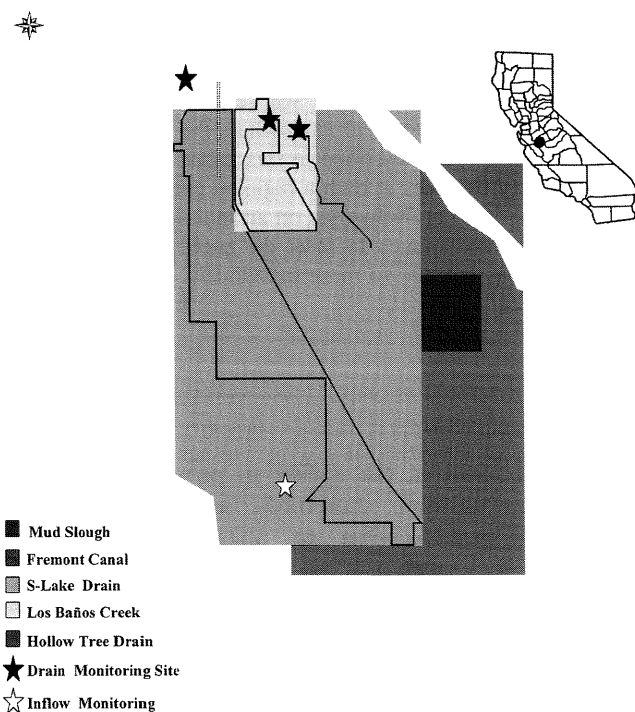 Mud Slough
Fremont Canal
S-Lake Drain
Los Baños Creek
Hollow Tree Drain
Drain Monitoring Site
Inflow Monitoring